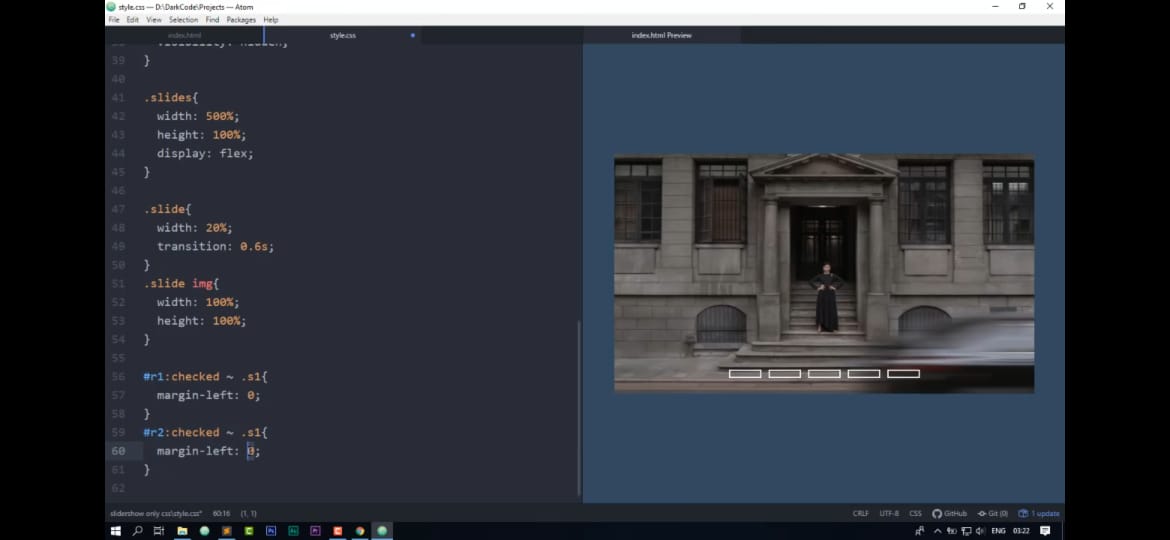 style.css — D:\DarkCode\Projects — Atom
File Edit View Selection Find Packages Help
index.html style.css index.html Preview
39 }
40
41 .slides{
42 width: 500%;
43 height: 100%;
44 display: flex;
45 }
46
47 .slide{
48 width: 20%;
49 transition: 0.6s;
50 }
51 .slide img{
52 width: 100%;
53 height: 100%;
54 }
55
56 #r1:checked ~ .s1{
57 margin-left: 0;
58 }
59 #r2:checked ~ .s1{
60 margin-left: 0;
61 }
62
slideshow only css\style.css* 60:16 (1, 1) CRLF UTF-8 CSS GitHub Git (0) 1 update
ENG 03:22